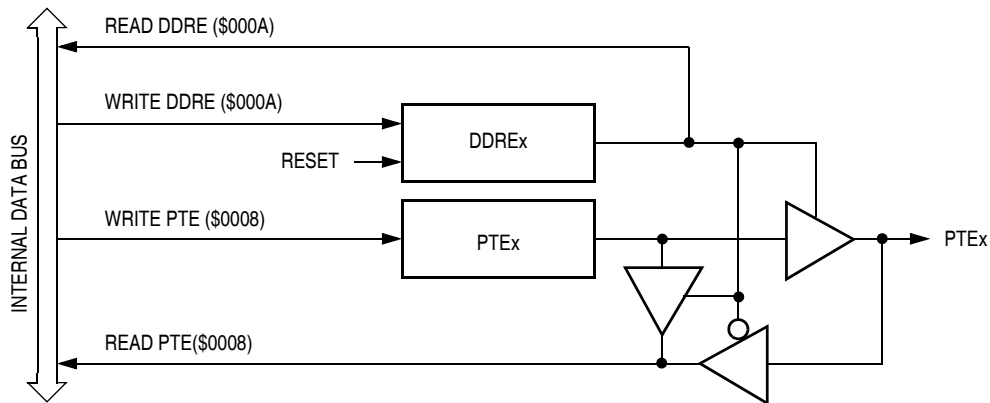 READ DDRE ($000A)
WRITE DDRE ($000A)
DDREx
RESET
WRITE PTE ($0008)
PTEx
PTEx
READ PTE($0008)
INTERNAL DATA BUS